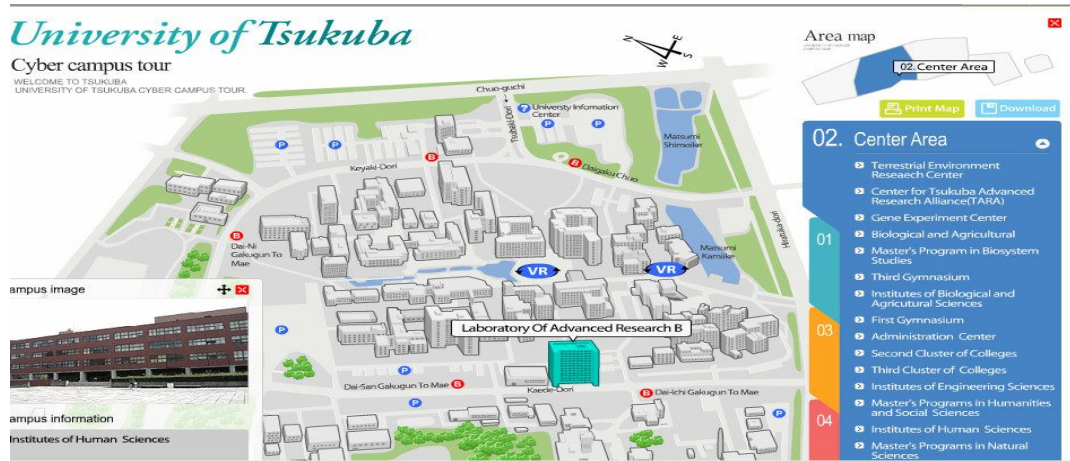 University of Tsukuba
Cyber campus tour
WELCOME TO TSUKUBA
UNIVERSITY OF TSUKUBA CYBER CAMPUS TOUR.
N
E
W
S
Chuo-guchi
Tsubaki-Dori
?
Universty Infomation
Center
P
P
P
P
Matsumi
Shimoike
B
Keyaki-Dori
B
Daigaku Chuo
B
Dai-Ni
Gakugun To
Mae
Matsumi
Kamiike
VR
VR
P
Laboratory Of Advanced Research B
P
Dai-San Gakugun To Mae
B
Kaede-Dori
B
Dai-ichi Gakugun To Mae
P
P
ampus image
ampus information
Institutes of Human Sciences
Area map
02. Center Area
Print Map
Download
02. Center Area
Terrestrial Environment
Reseaech Center
Center for Tsukuba Advanced
Research Alliance(TARA)
Gene Experiment Center
Biological and Agricultural
Master's Program in Biosystem
Studies
Third Gymnasium
Institutes of Biological and
Agricutural Sciences
First Gymnasium
Administration Center
Second Cluster of Colleges
Third Cluster of Colleges
Institutes of Engineering Sciences
Master's Programs in Humanities
and Social Sciences
Institutes of Human Sciences
Master's Programs in Natural
Sciences
01
03
04